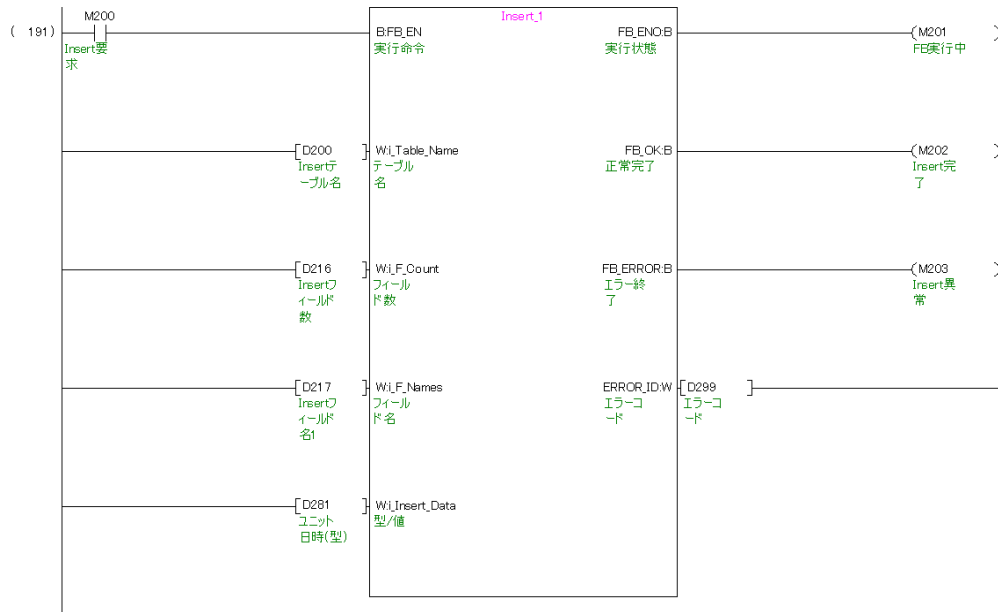 Insert_1
M200
( 191)
Insert要
求
B:FB_EN
実行命令
FB_ENO:B
実行状態
M201
FB実行中
D200
Insertテ
ーブル名
W:i_Table_Name
テーブル
名
FB_OK:B
正常完了
M202
Insert完
了
D216
Insertフ
ィールド
数
W:i_F_Count
フィール
ド数
FB_ERROR:B
エラー終
了
M203
Insert異
常
D217
Insertフ
ィールド
名1
W:i_F_Names
フィール
ド名
ERROR_ID:W
エラーコ
ード
D299
エラーコ
ード
D281
ユニット
日時(型)
W:i_Insert_Data
型/値